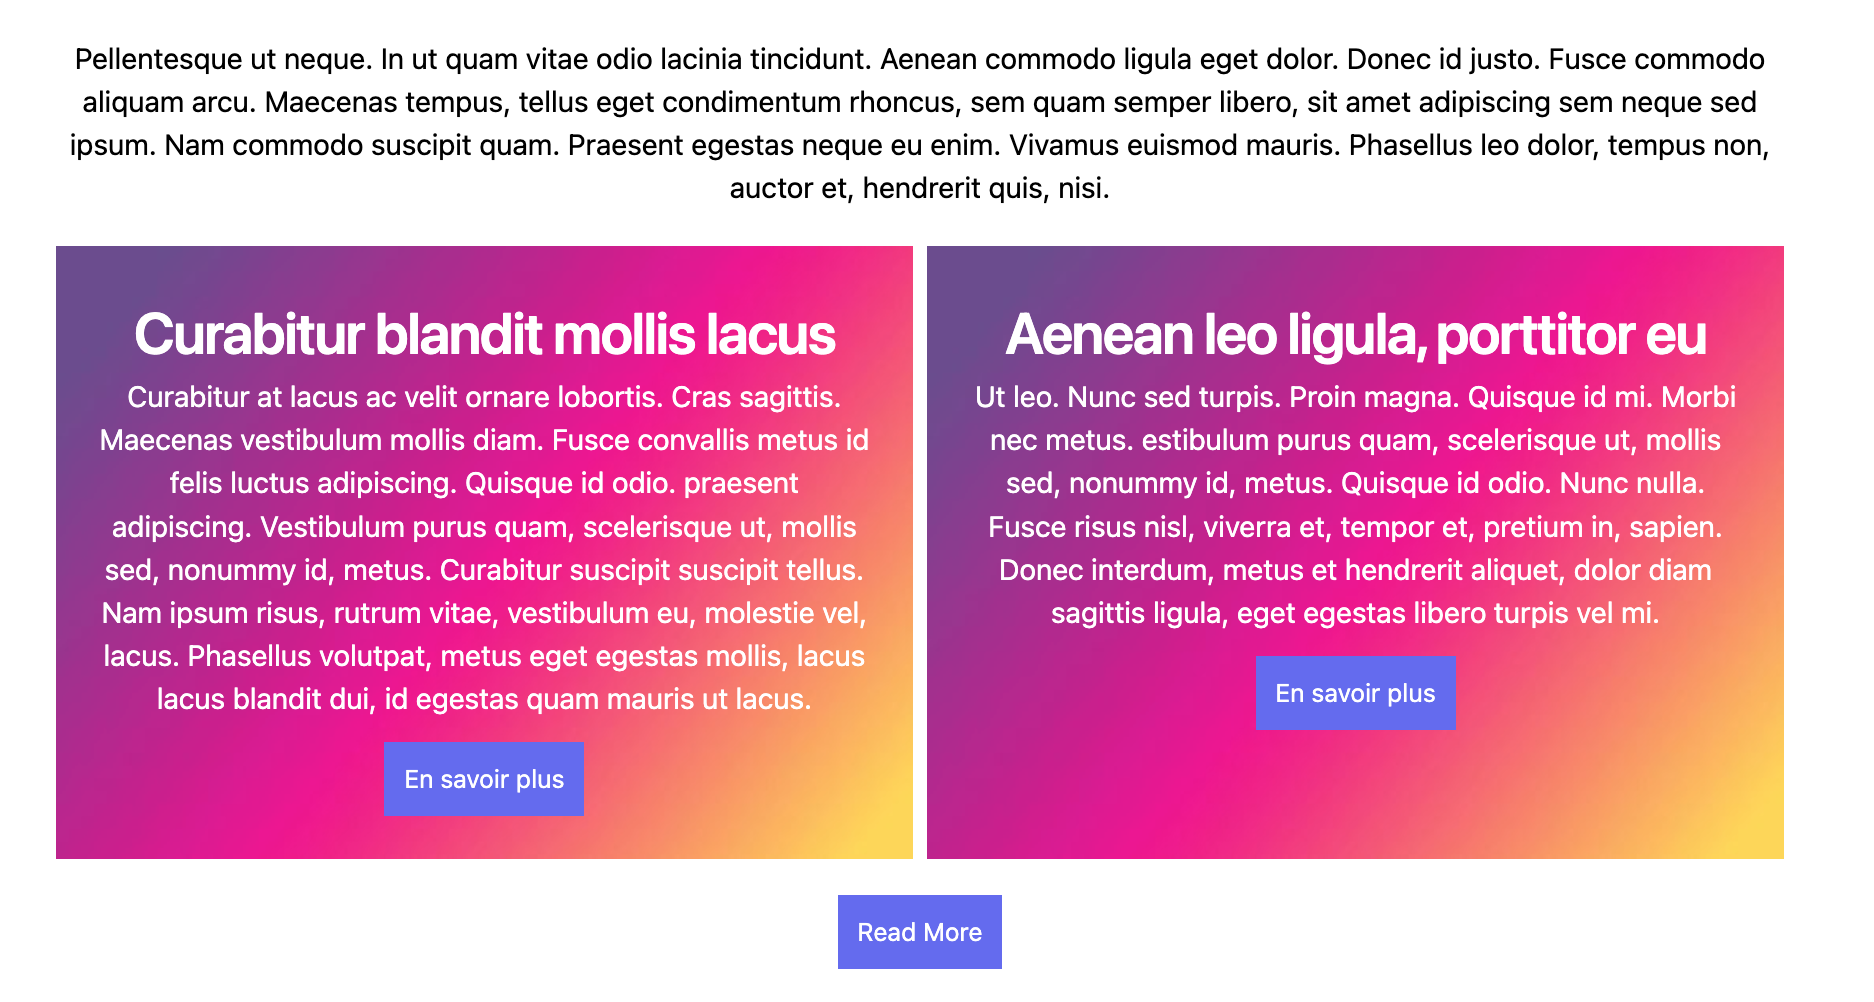 Pellentesque ut neque. In ut quam vitae odio lacinia tincidunt. Aenean commodo ligula eget dolor. Donec id justo. Fusce commodo
aliquam arcu. Maecenas tempus, tellus eget condimentum rhoncus, sem quam semper libero, sit amet adipiscing sem neque sed
ipsum. Nam commodo suscipit quam. Praesent egestas neque eu enim. Vivamus euismod mauris. Phasellus leo dolor, tempus non,
auctor et, hendrerit quis, nisi.
Curabitur blandit mollis lacus
Curabitur at lacus ac velit ornare lobortis. Cras sagittis.
Maecenas vestibulum mollis diam. Fusce convallis metus id
felis luctus adipiscing. Quisque id odio. praesent
adipiscing. Vestibulum purus quam, scelerisque ut, mollis
sed, nonummy id, metus. Curabitur suscipit suscipit tellus.
Nam ipsum risus, rutrum vitae, vestibulum eu, molestie vel,
lacus. Phasellus volutpat, metus eget egestas mollis, lacus
lacus blandit dui, id egestas quam mauris ut lacus.
En savoir plus
Aenean leo ligula, porttitor eu
Ut leo. Nunc sed turpis. Proin magna. Quisque id mi. Morbi
nec metus. estibulum purus quam, scelerisque ut, mollis
sed, nonummy id, metus. Quisque id odio. Nunc nulla.
Fusce risus nisl, viverra et, tempor et, pretium in, sapien.
Donec interdum, metus et hendrerit aliquet, dolor diam
sagittis ligula, eget egestas libero turpis vel mi.
En savoir plus
Read More